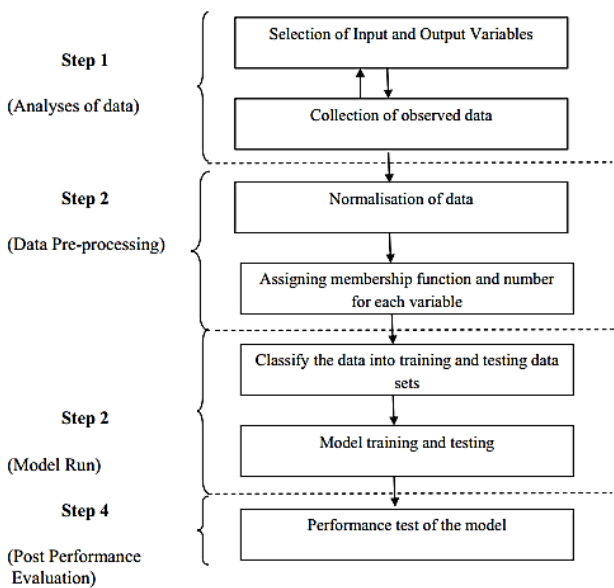 Selection of Input and Output Variables
Step 1
(Analyses of data)
Collection of observed data
Step 2
Normalisation of data
(Data Pre-processing)
Assigning membership function and number
for each variable
Classify the data into training and testing data
sets
Step 2
Model training and testing
(Model Run)
Step 4
Performance test of the model
(Post Performance
Evaluation)